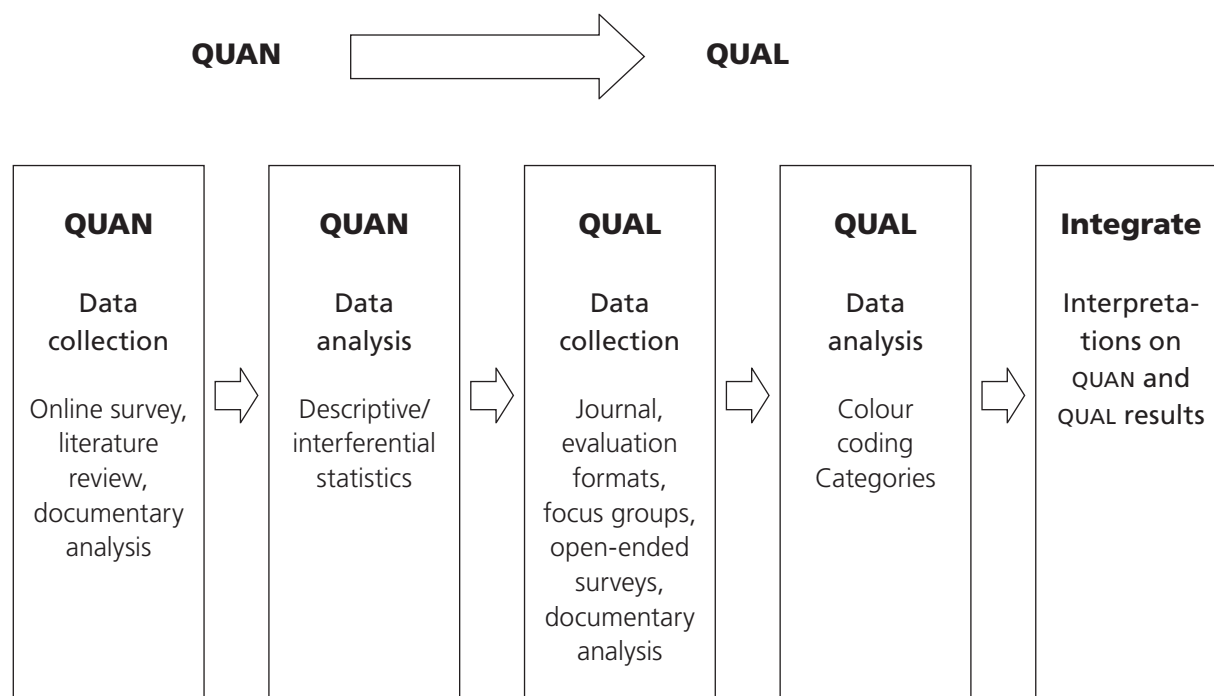 QUAN
QUAL
QUAN
Data
collection
Online survey,
literature
review,
documentary
analysis
QUAN
Data
analysis
Descriptive/
interferential
statistics
QUAL
Data
collection
Journal,
evaluation
formats,
focus groups,
open-ended
surveys,
documentary
analysis
QUAL
Data
analysis
Colour
coding
Categories
Integrate
Interpreta-
tions on
QUAN and
QUAL results